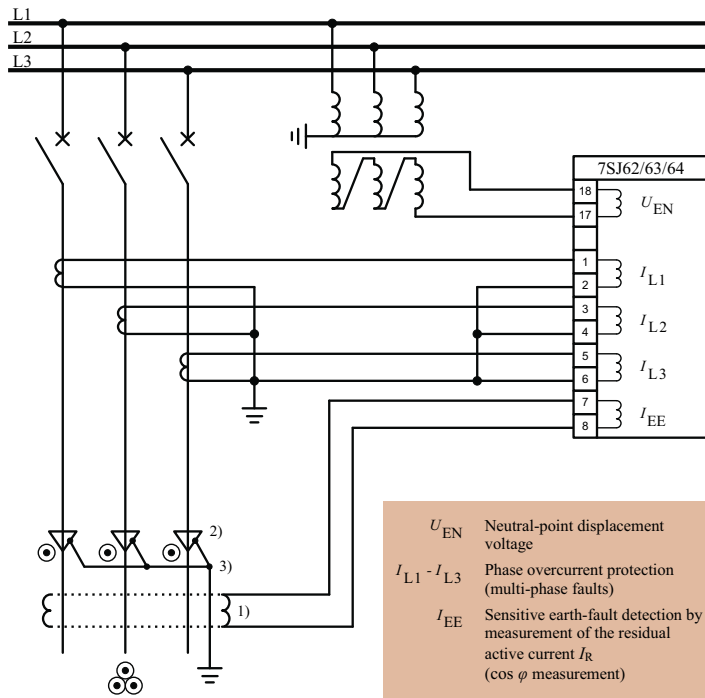 L1
L2
L3
7SJ62/63/64
18
17
U EN
1
2
I L1
3
4
I L2
5
6
I L3
7
8
I EE
2)
3)
1)
U EN Neutral-point displacement
voltage
I L1 - I L3 Phase overcurrent protection
(multi-phase faults)
I EE Sensitive earth-fault detection by
measurement of the residual
active current I R
(cos φ measurement)